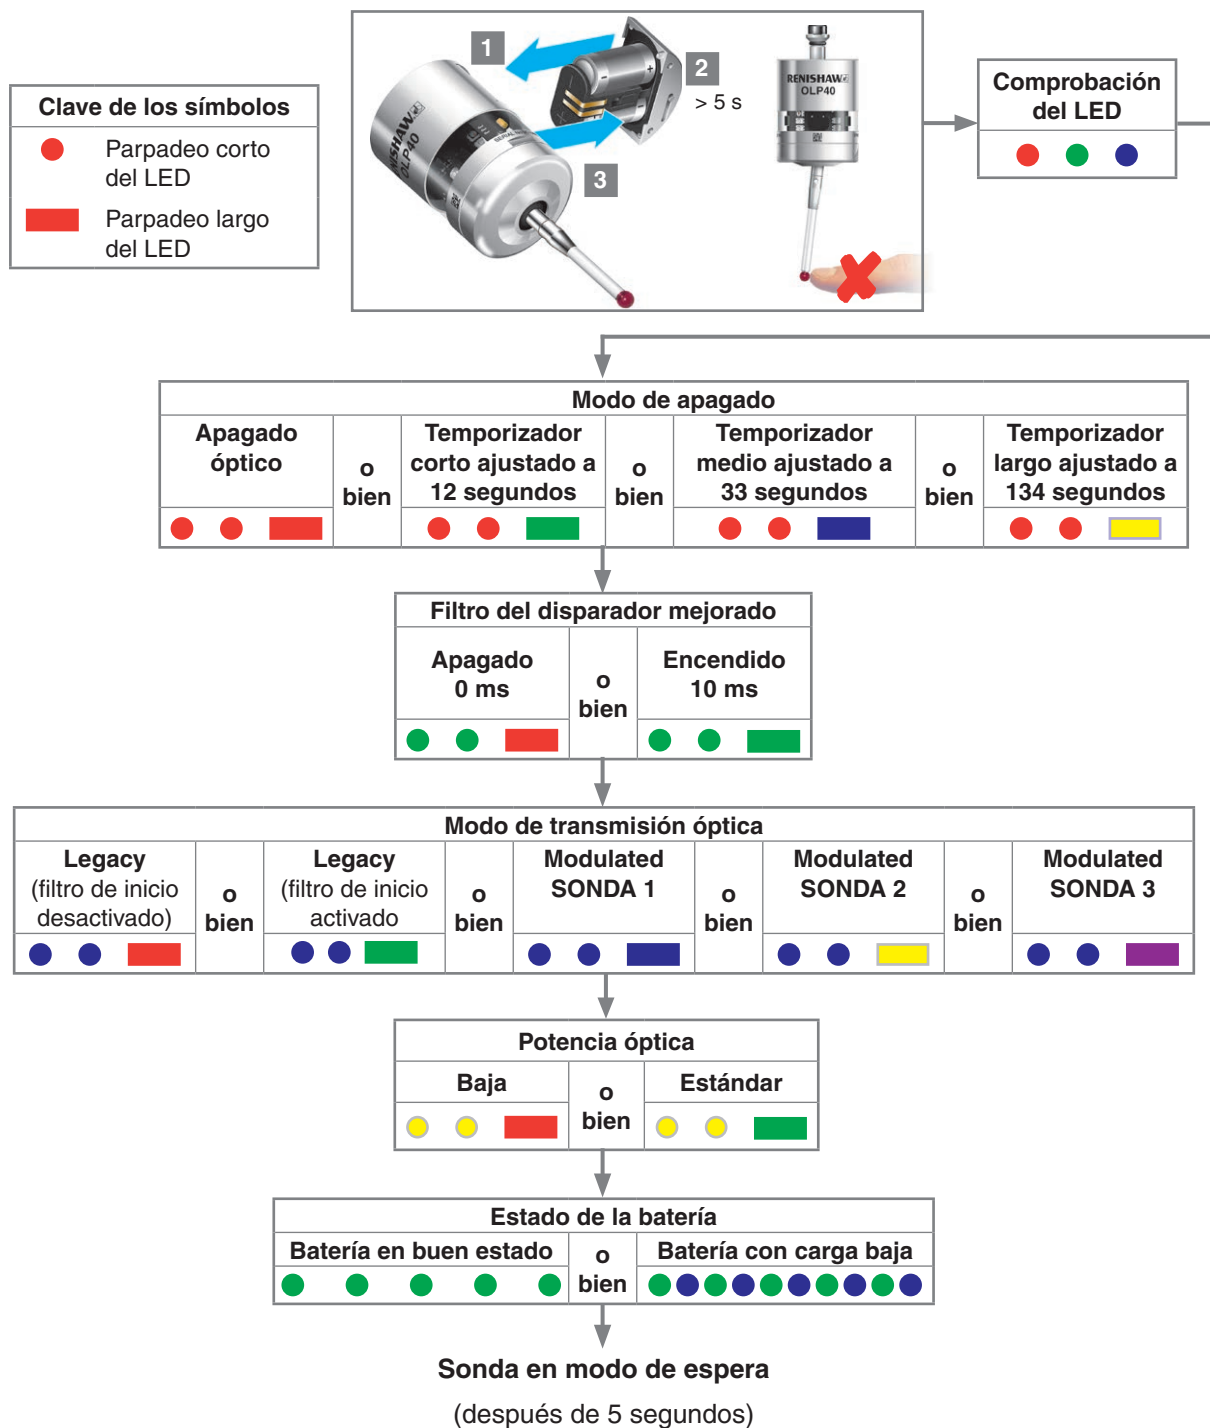 Clave de los símbolos
Parpadeo corto
del LED
Parpadeo largo
del LED
1
2
> 5 s
3
RENISHAW
OLP40
RENISHAW
OLP40
Comprobación
del LED
Modo de apagado
Apagado
óptico
o
bien
Temporizador
corto ajustado a
12 segundos
o
bien
Temporizador
medio ajustado a
33 segundos
o
bien
Temporizador
largo ajustado a
134 segundos
Filtro del disparador mejorado
Apagado
0 ms
o
bien
Encendido
10 ms
Modo de transmisión óptica
Legacy
(filtro de inicio
desactivado)
o
bien
Legacy
(filtro de inicio
activado
o
bien
Modulated
SONDA 1
o
bien
Modulated
SONDA 2
o
bien
Modulated
SONDA 3
Potencia óptica
Baja
o
bien
Estándar
Estado de la batería
Batería en buen estado
o
bien
Batería con carga baja
Sonda en modo de espera
(después de 5 segundos)